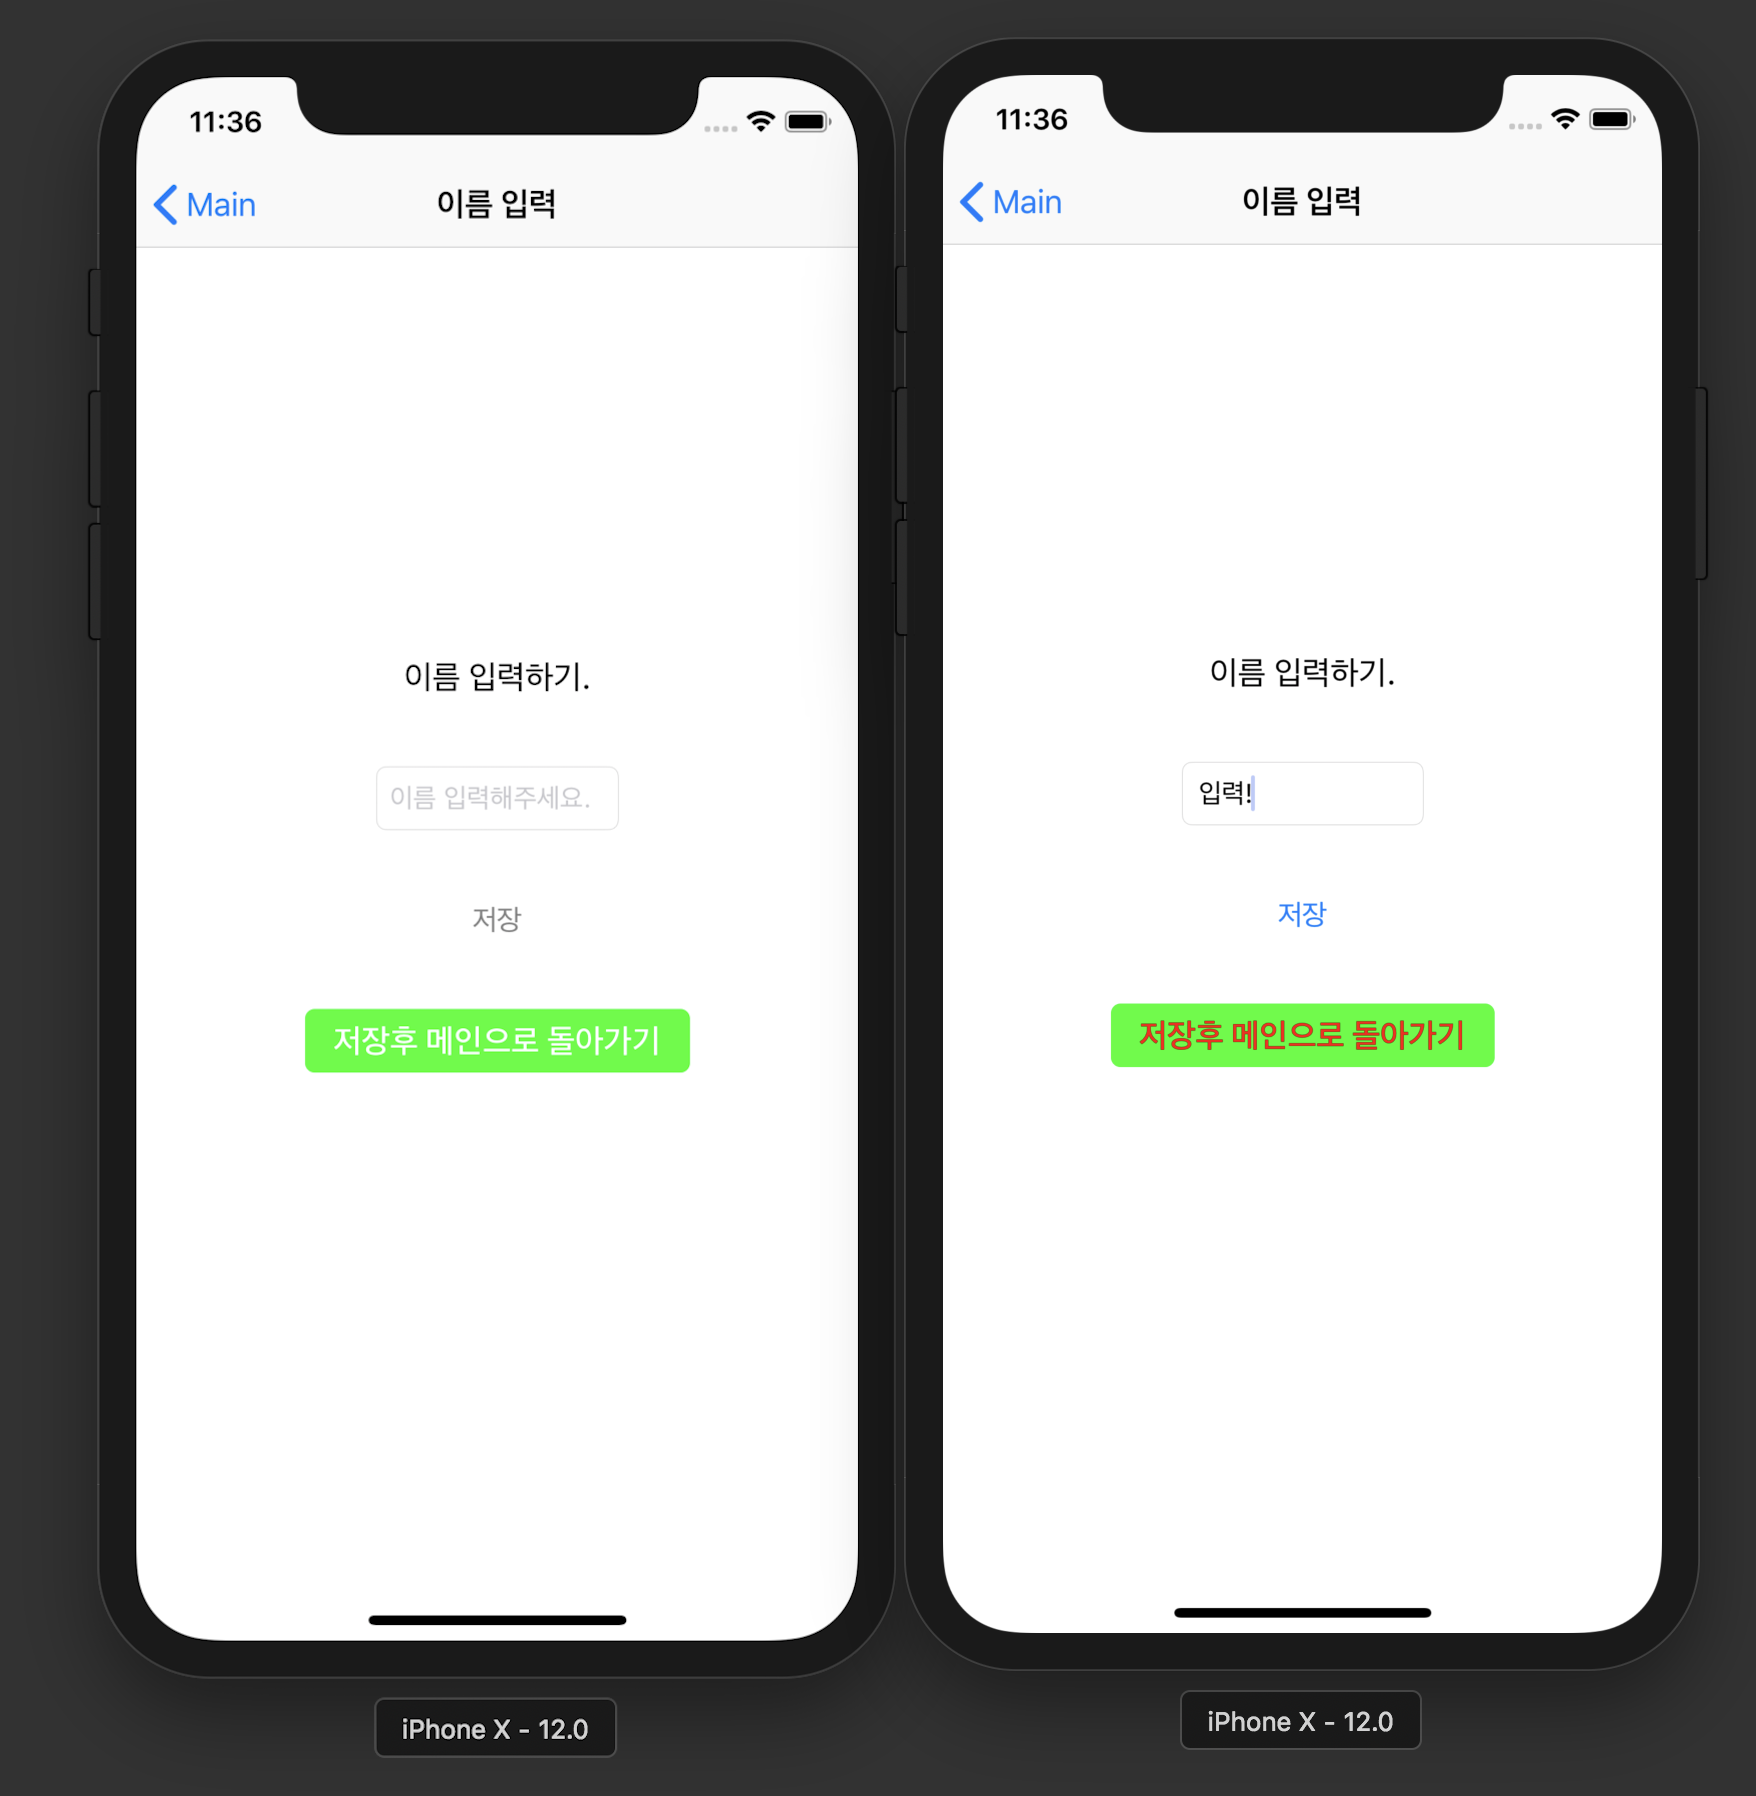 11:36
Main 이름 입력
이름 입력하기.
이름 입력해주세요.
저장
저장후 메인으로 돌아가기
iPhone X - 12.0
11:36
Main 이름 입력
이름 입력하기.
입력!
저장
저장후 메인으로 돌아가기
iPhone X - 12.0